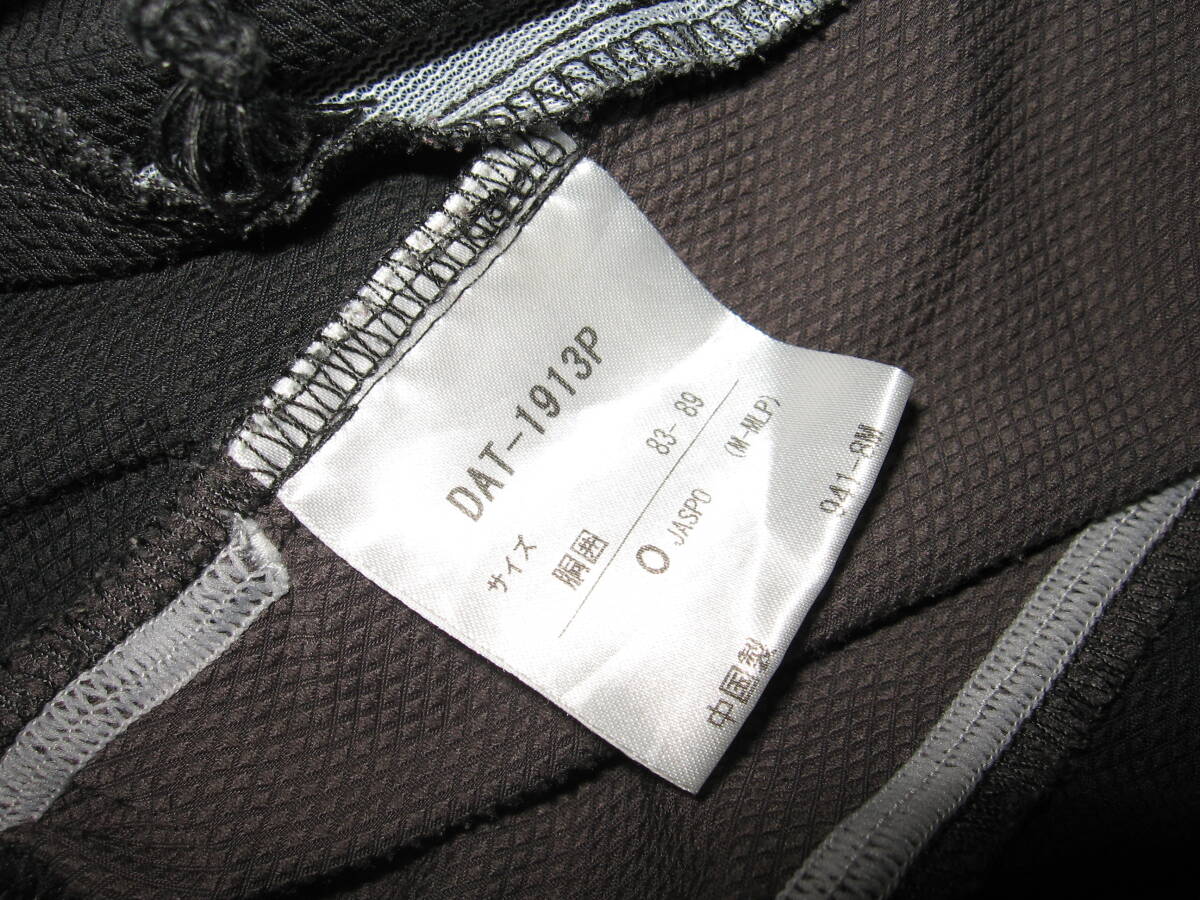 DAT-1913P
サイズ
胴囲 83-89
O JASPO (M-MLP)
中国製 941-8M